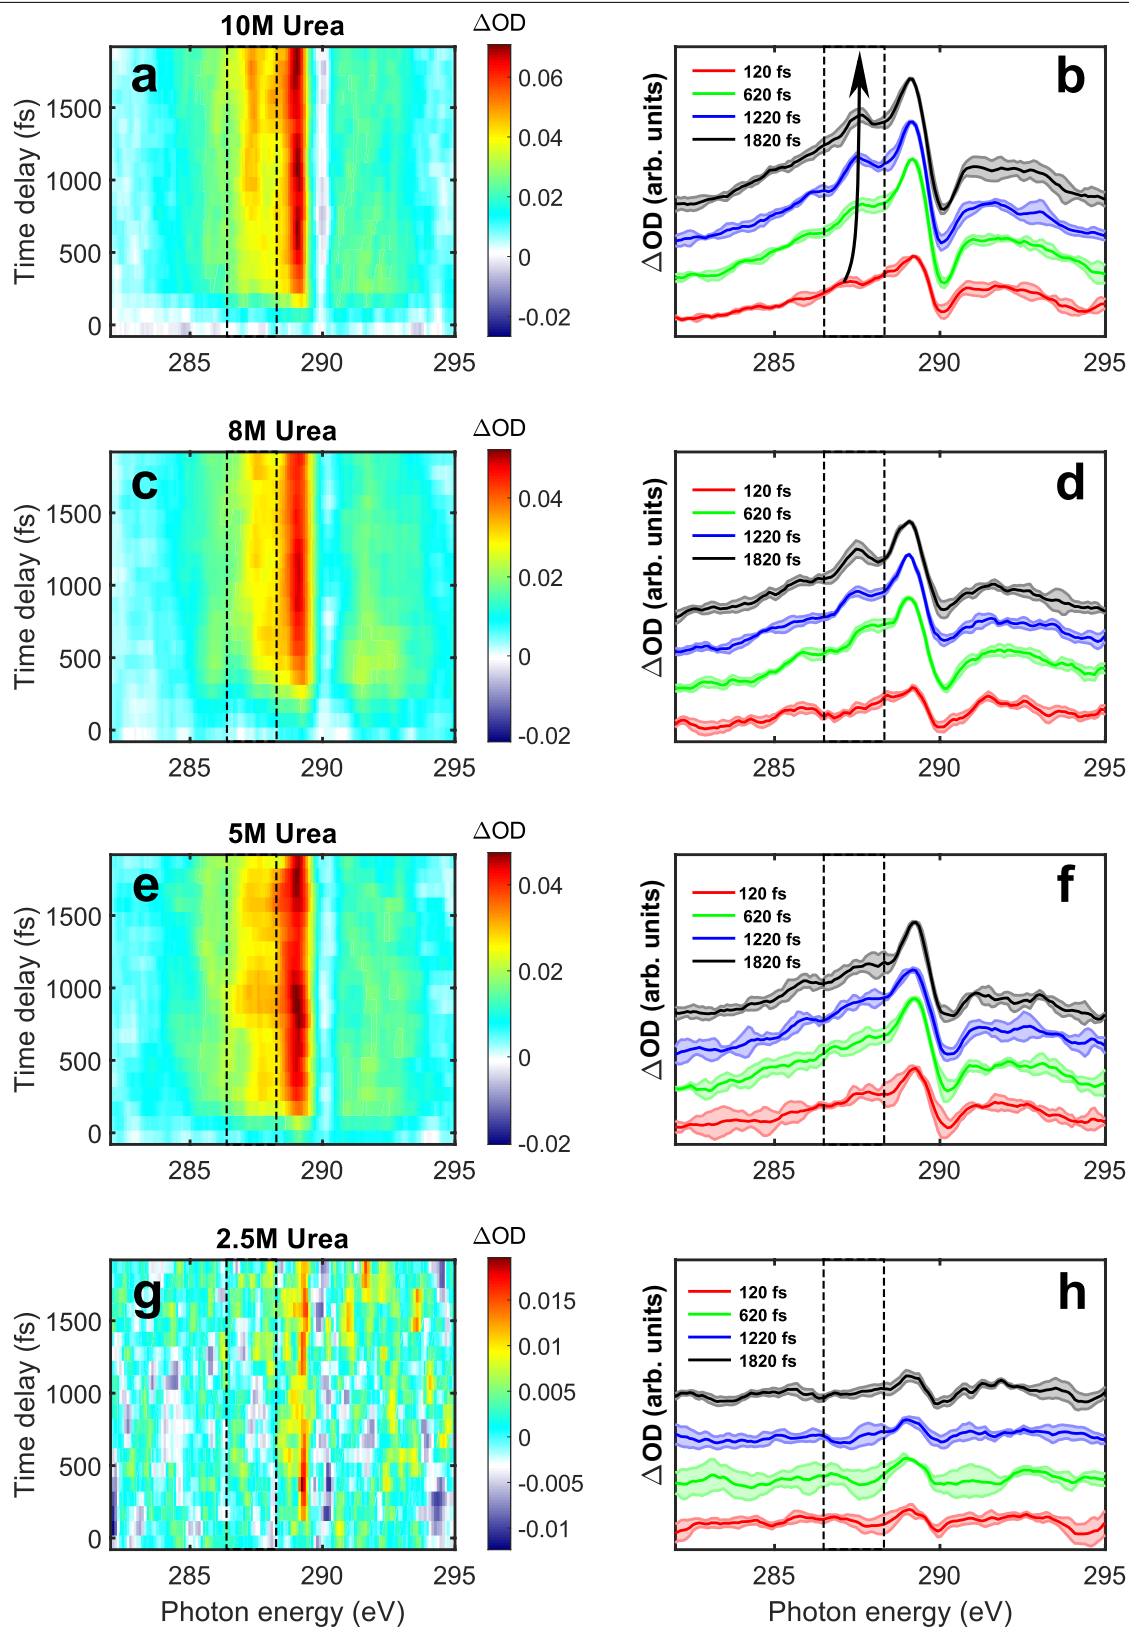 10M Urea
ΔOD
a
0.06
0.04
0.02
0
-0.02
1500
1000
500
0
Time delay (fs)
285 290 295
b
120 fs
620 fs
1220 fs
1820 fs
ΔOD (arb. units)
285 290 295
8M Urea
ΔOD
c
0.04
0.02
0
-0.02
1500
1000
500
0
Time delay (fs)
285 290 295
d
120 fs
620 fs
1220 fs
1820 fs
ΔOD (arb. units)
285 290 295
5M Urea
ΔOD
e
0.04
0.02
0
-0.02
1500
1000
500
0
Time delay (fs)
285 290 295
f
120 fs
620 fs
1220 fs
1820 fs
ΔOD (arb. units)
285 290 295
2.5M Urea
ΔOD
g
0.015
0.01
0.005
0
-0.005
-0.01
1500
1000
500
0
Time delay (fs)
285 290 295
Photon energy (eV)
h
120 fs
620 fs
1220 fs
1820 fs
ΔOD (arb. units)
285 290 295
Photon energy (eV)